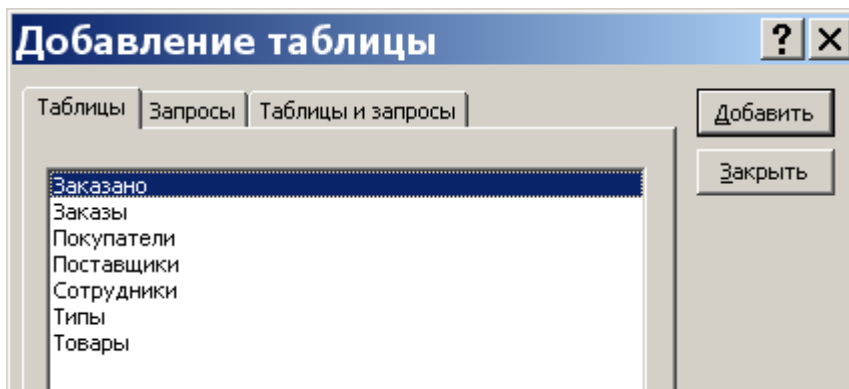 Добавление таблицы ? ×
Таблицы Запросы Таблицы и запросы
Добавить
Закрыть
Заказано
Заказы
Покупатели
Поставщики
Сотрудники
Типы
Товары